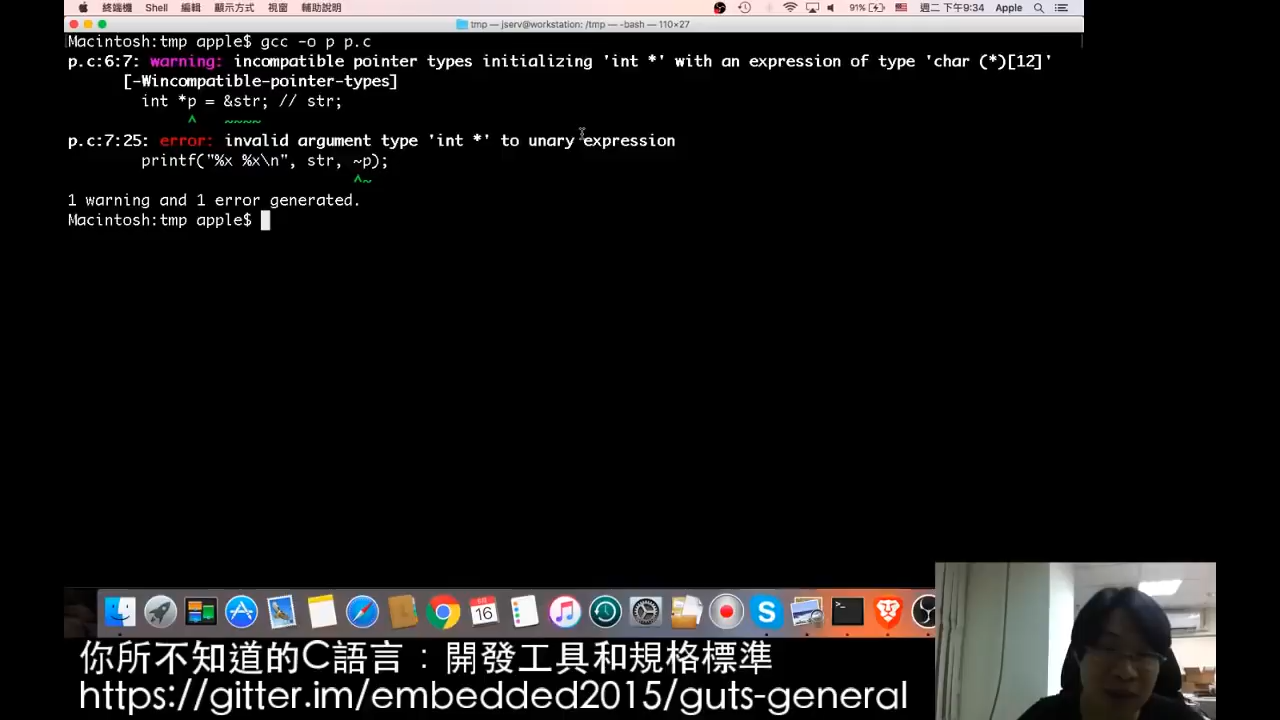 終端機 Shell 編輯 顯示方式 視窗 輔助說明 91% 週二 下午9:34 Apple
tmp — jserv@workstation: /tmp — -bash — 110×27
Macintosh:tmp apple$ gcc -o p p.c
p.c:6:7: warning: incompatible pointer types initializing 'int *' with an expression of type 'char (*)[12]'
[-Wincompatible-pointer-types]
int *p = &str; // str;
^ ~~~~
p.c:7:25: error: invalid argument type 'int *' to unary expression
printf("%x %x\n", str, ~p);
^~
1 warning and 1 error generated.
Macintosh:tmp apple$
16
你所不知道的C語言：開發工具和規格標準
https://gitter.im/embedded2015/guts-general